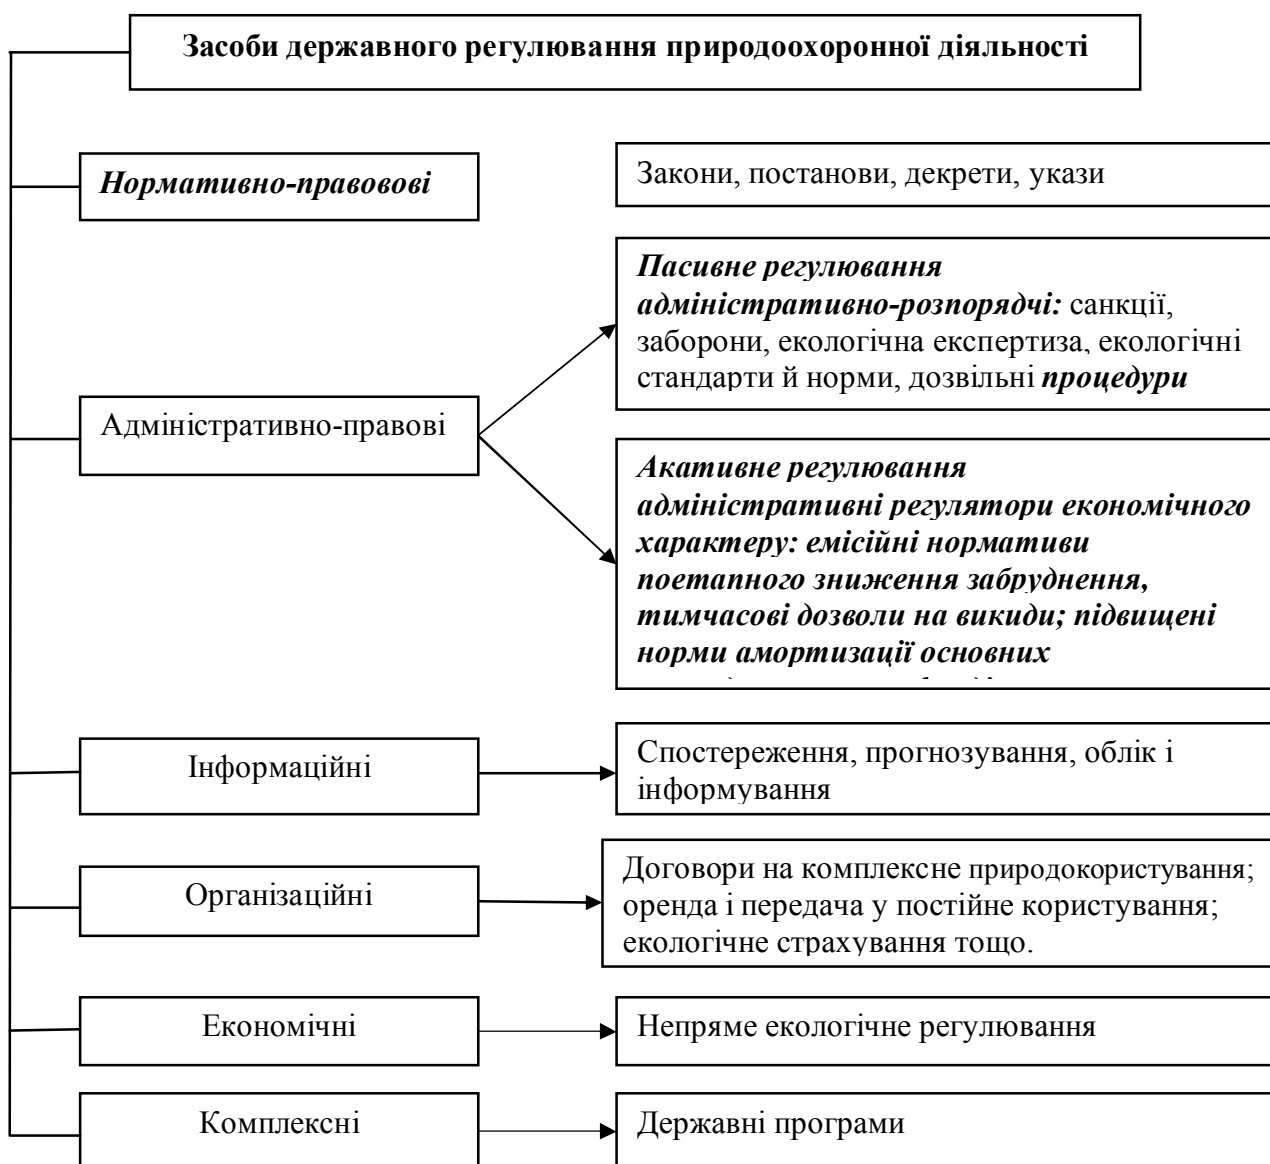 Засоби державного регулювання природоохоронної діяльності
Нормативно-правовові
Закони, постанови, декрети, укази
Адміністративно-правові
Пасивне регулювання
адміністративно-розпорядчі: санкції,
заборони, екологічна експертиза, екологічні
стандарти й норми, дозвільні процедури
Акативне регулювання
адміністративні регулятори економічного
характеру: емісійні нормативи
поетапного зниження забруднення,
тимчасові дозволи на викиди; підвищені
норми амортизації основних
Інформаційні
Спостереження, прогнозування, облік і
інформування
Організаційні
Договори на комплексне природокористування;
оренда і передача у постійне користування;
екологічне страхування тощо.
Економічні
Непряме екологічне регулювання
Комплексні
Державні програми